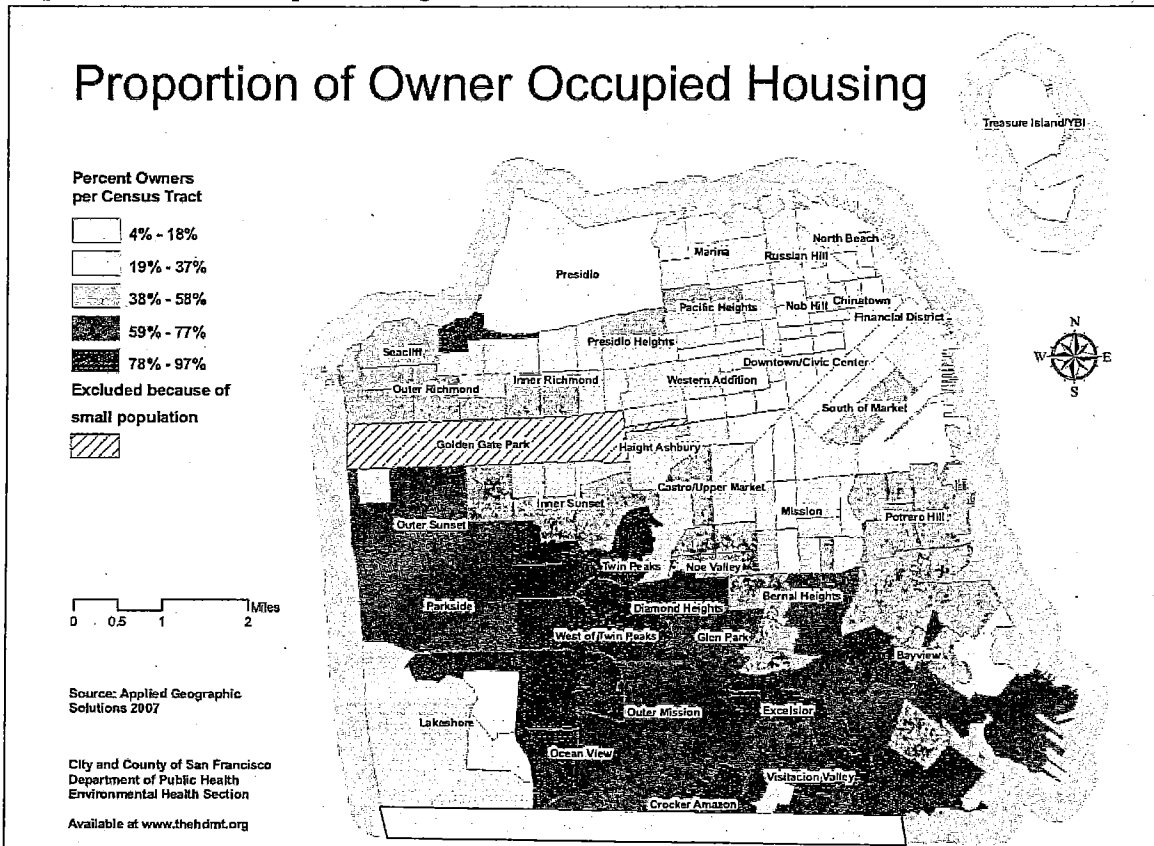 Proportion of Owner Occupied Housing
Treasure Island/YBI
Percent Owners
per Census Tract
4% - 18%
19% - 37%
38% - 58%
59% - 77%
78% - 97%
Excluded because of
small population
North Beach
Marina
Russian Hill
Presidio
Pacific Heights
Nob Hill
Chinatown
Financial District
Seacliff
Presidio Heights
Downtown/Civic Center
Outer Richmond
Inner Richmond
Western Addition
South of Market
Golden Gate Park
Haight Ashbury
Castro/Upper Market
Inner Sunset
Outer Sunset
Mission
Potrero Hill
Twin Peaks
Noe Valley
Bernal Heights
Parkside
Diamond Heights
West of Twin Peaks
Glen Park
Bayview
Lakeshore
Outer Mission
Excelsior
Ocean View
Visitacion Valley
Crocker Amazon
N
W
E
S
Miles
0 0.5 1 2
Source: Applied Geographic
Solutions 2007
City and County of San Francisco
Department of Public Health
Environmental Health Section
Available at www.thehdmt.org